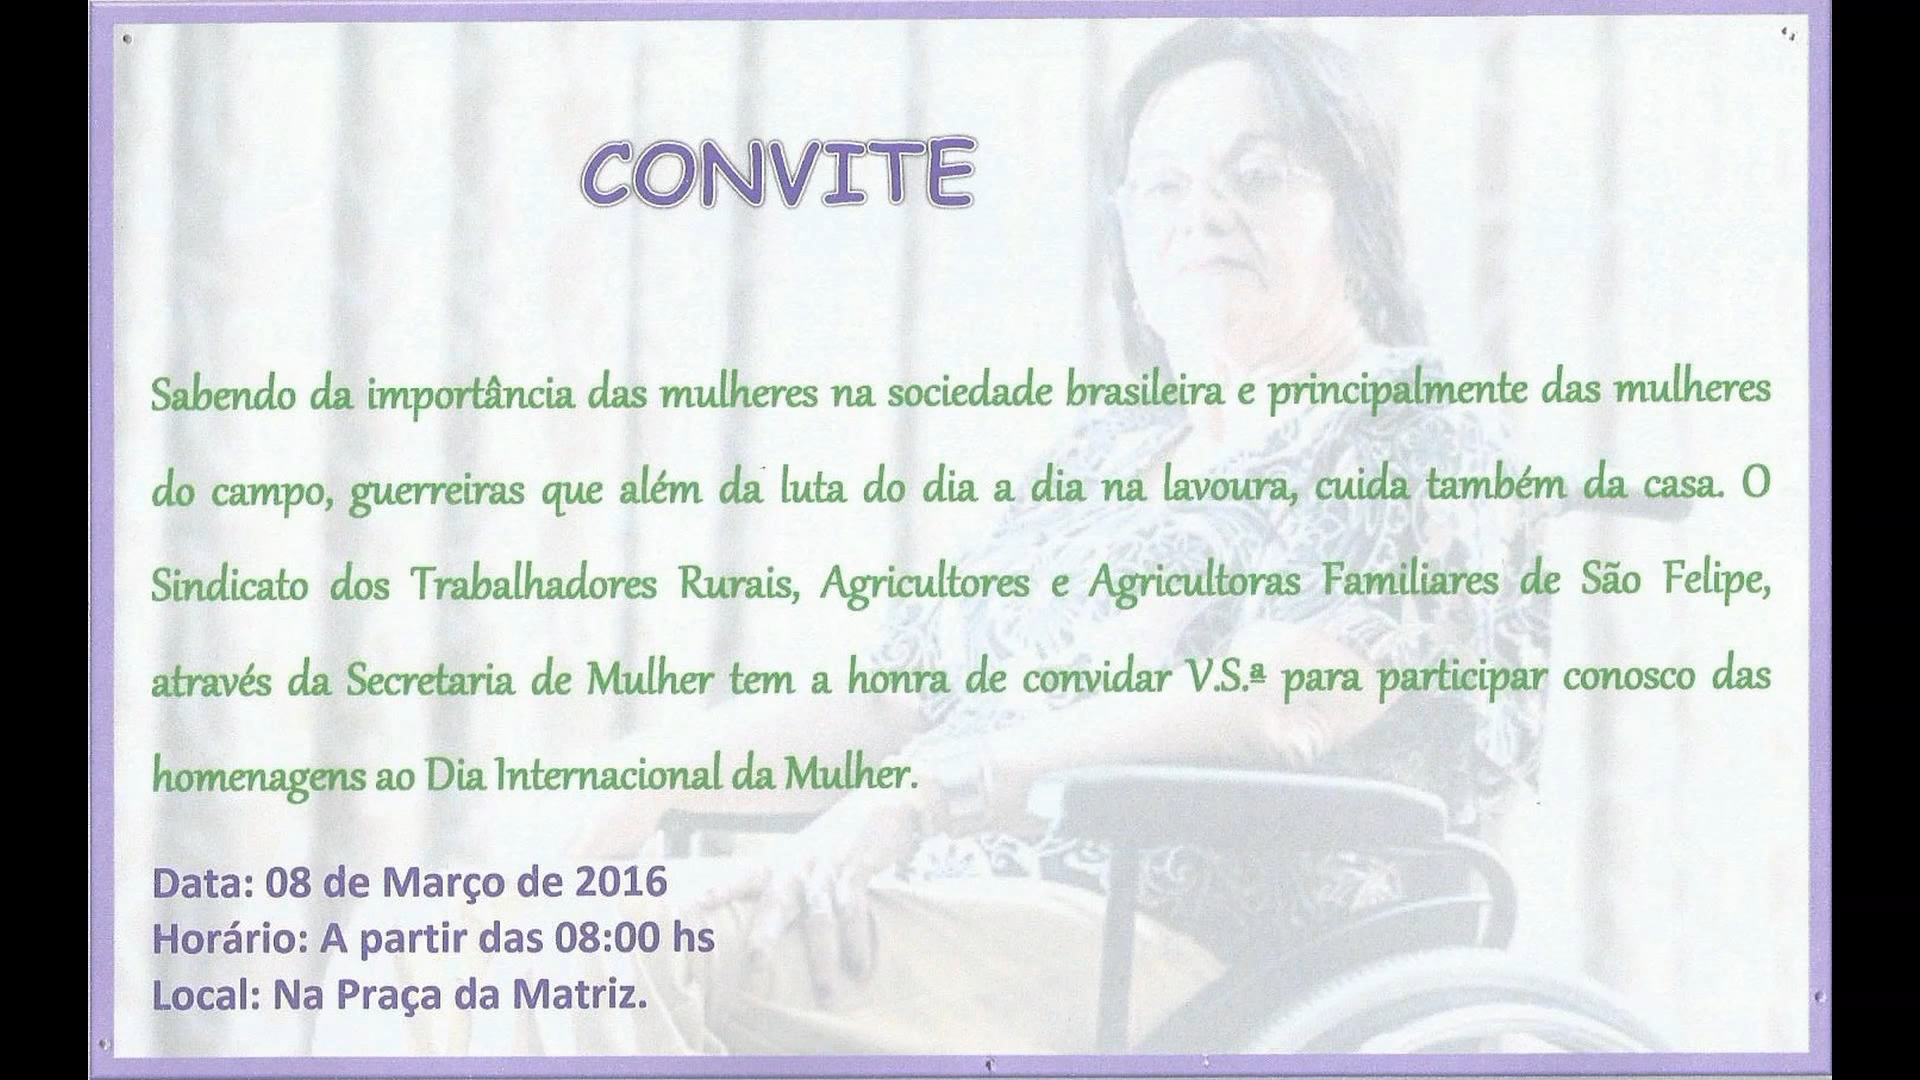 CONVITE
Sabendo da importância das mulheres na sociedade brasileira e principalmente das mulheres
do campo, guerreiras que além da luta do dia a dia na lavoura, cuida também da casa. O
Sindicato dos Trabalhadores Rurais, Agricultores e Agricultoras Familiares de São Felipe,
através da Secretaria de Mulher tem a honra de convidar V.S.ª para participar conosco das
homenagens ao Dia Internacional da Mulher.
Data: 08 de Março de 2016
Horário: A partir das 08:00 hs
Local: Na Praça da Matriz.